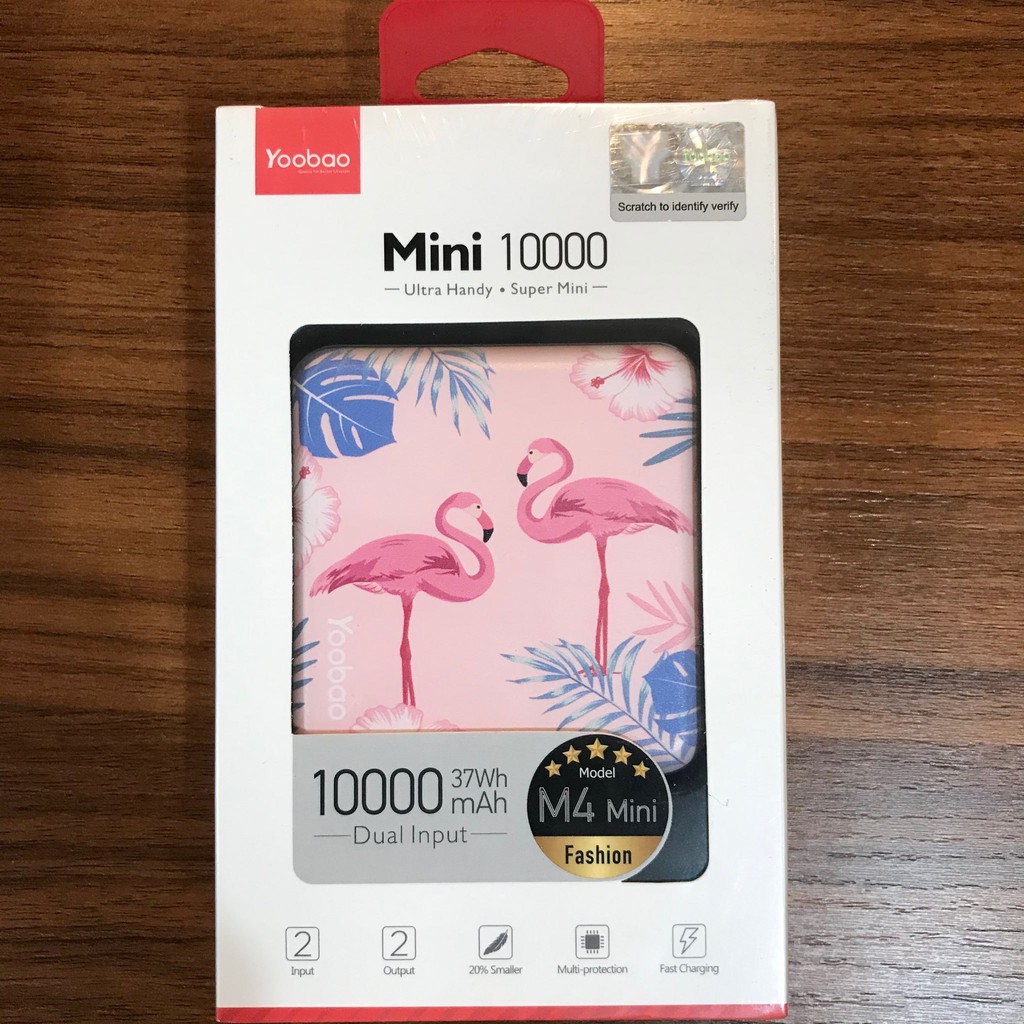 Yoobao
Scratch to identify verify
Mini 10000
Ultra Handy • Super Mini
Yoobao
10000 37Wh
mAh
Dual Input
Model
M4 Mini
Fashion
2
Input
2
Output
20% Smaller
Multi-protection
Fast Charging